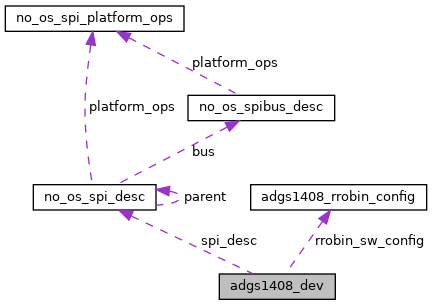 no_os_spi_platform_ops
platform_ops
platform_ops
no_os_spibus_desc
bus
no_os_spi_desc
parent
adgs1408_rrobin_config
spi_desc
rrobin_sw_config
adgs1408_dev